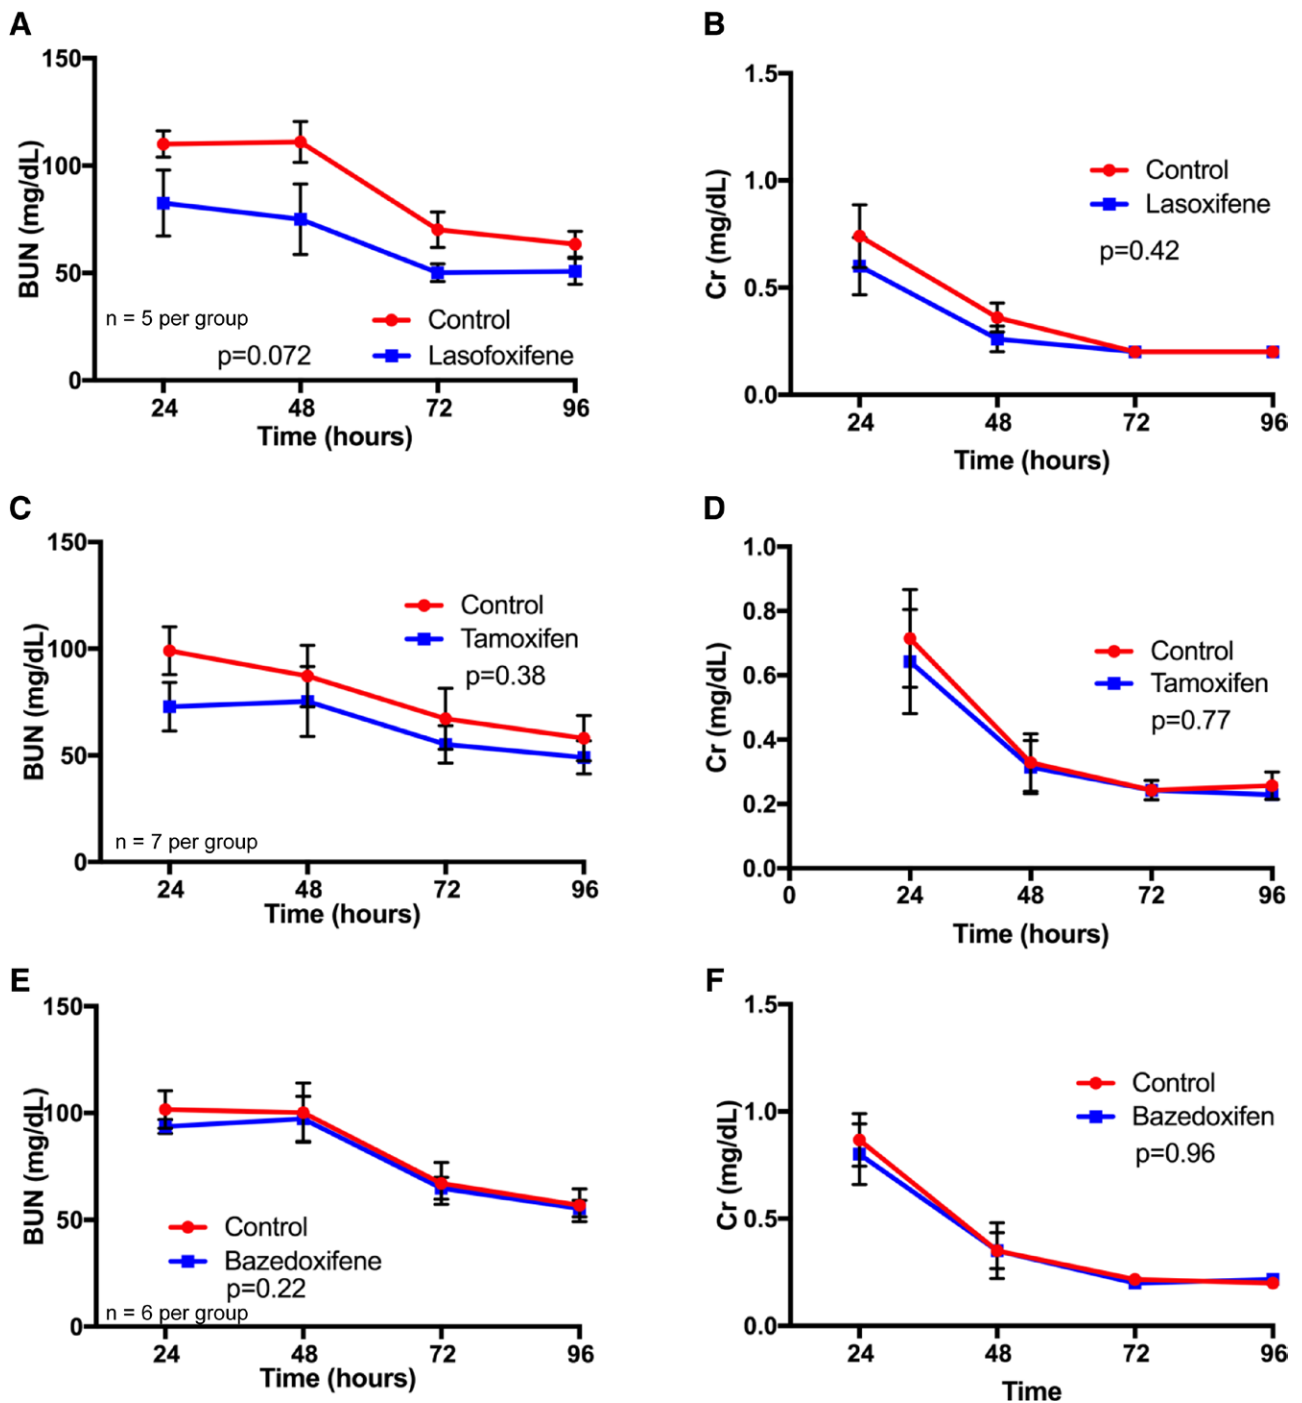 A
150
100
50
0
BUN (mg/dL)
n = 5 per group
p=0.072
Control
Lasofoxifene
24 48 72 96
Time (hours)
B
1.5
1.0
0.5
0.0
Cr (mg/dL)
Control
Lasoxifene
p=0.42
24 48 72 96
Time (hours)
C
150
100
50
0
BUN (mg/dL)
Control
Tamoxifen
p=0.38
n = 7 per group
24 48 72 96
Time (hours)
D
1.0
0.8
0.6
0.4
0.2
0.0
Cr (mg/dL)
Control
Tamoxifen
p=0.77
0 24 48 72 96
Time (hours)
E
150
100
50
0
BUN (mg/dL)
Control
Bazedoxifene
p=0.22
n = 6 per group
24 48 72 96
Time (hours)
F
1.5
1.0
0.5
0.0
Cr (mg/dL)
Control
Bazedoxifen
p=0.96
24 48 72 96
Time